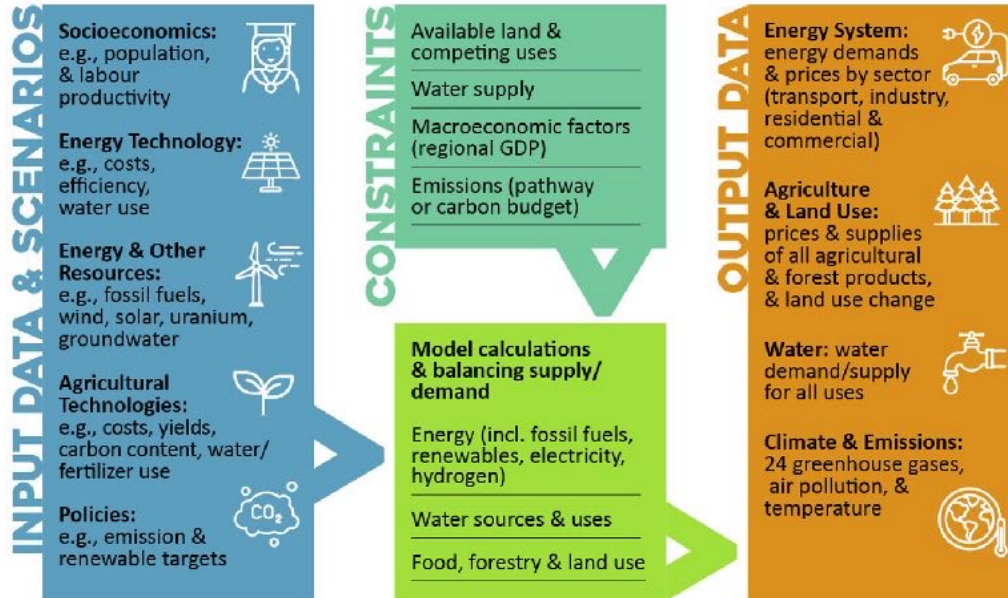 INPUT DATA & SCENARIOS
Socioeconomics:
e.g., population,
& labour
productivity
Energy Technology:
e.g., costs,
efficiency,
water use
Energy & Other
Resources:
e.g., fossil fuels,
wind, solar, uranium,
groundwater
Agricultural
Technologies:
e.g., costs, yields,
carbon content, water/
fertilizer use
Policies:
e.g., emission &
renewable targets
CO₂
CONSTRAINTS
Available land &
competing uses
Water supply
Macroeconomic factors
(regional GDP)
Emissions (pathway
or carbon budget)
Model calculations
& balancing supply/
demand
Energy (incl. fossil fuels,
renewables, electricity,
hydrogen)
Water sources & uses
Food, forestry & land use
OUTPUT DATA
Energy System:
energy demands
& prices by sector
(transport, industry,
residential &
commercial)
Agriculture
& Land Use:
prices & supplies
of all agricultural
& forest products,
& land use change
Water: water
demand/supply
for all uses
Climate & Emissions:
24 greenhouse gases,
air pollution, &
temperature